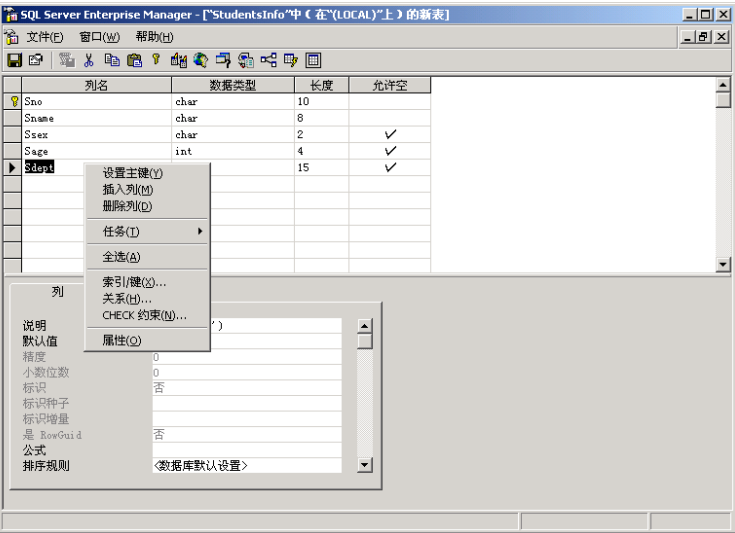 SQL Server Enterprise Manager - ["StudentsInfo"中（在"(LOCAL)"上）的新表]
文件(F) 窗口(W) 帮助(H)
列名 数据类型 长度 允许空
Sno char 10
Sname char 8
Ssex char 2
Sage int 4
Sdept 15
设置主键(Y)
插入列(M)
删除列(D)
任务(T)
全选(A)
索引/键(X)...
关系(H)...
CHECK 约束(N)...
属性(O)
列
说明
')
默认值
精度 0
小数位数 0
标识 否
标识种子
标识增量
是 RowGuid 否
公式
排序规则 <数据库默认设置>